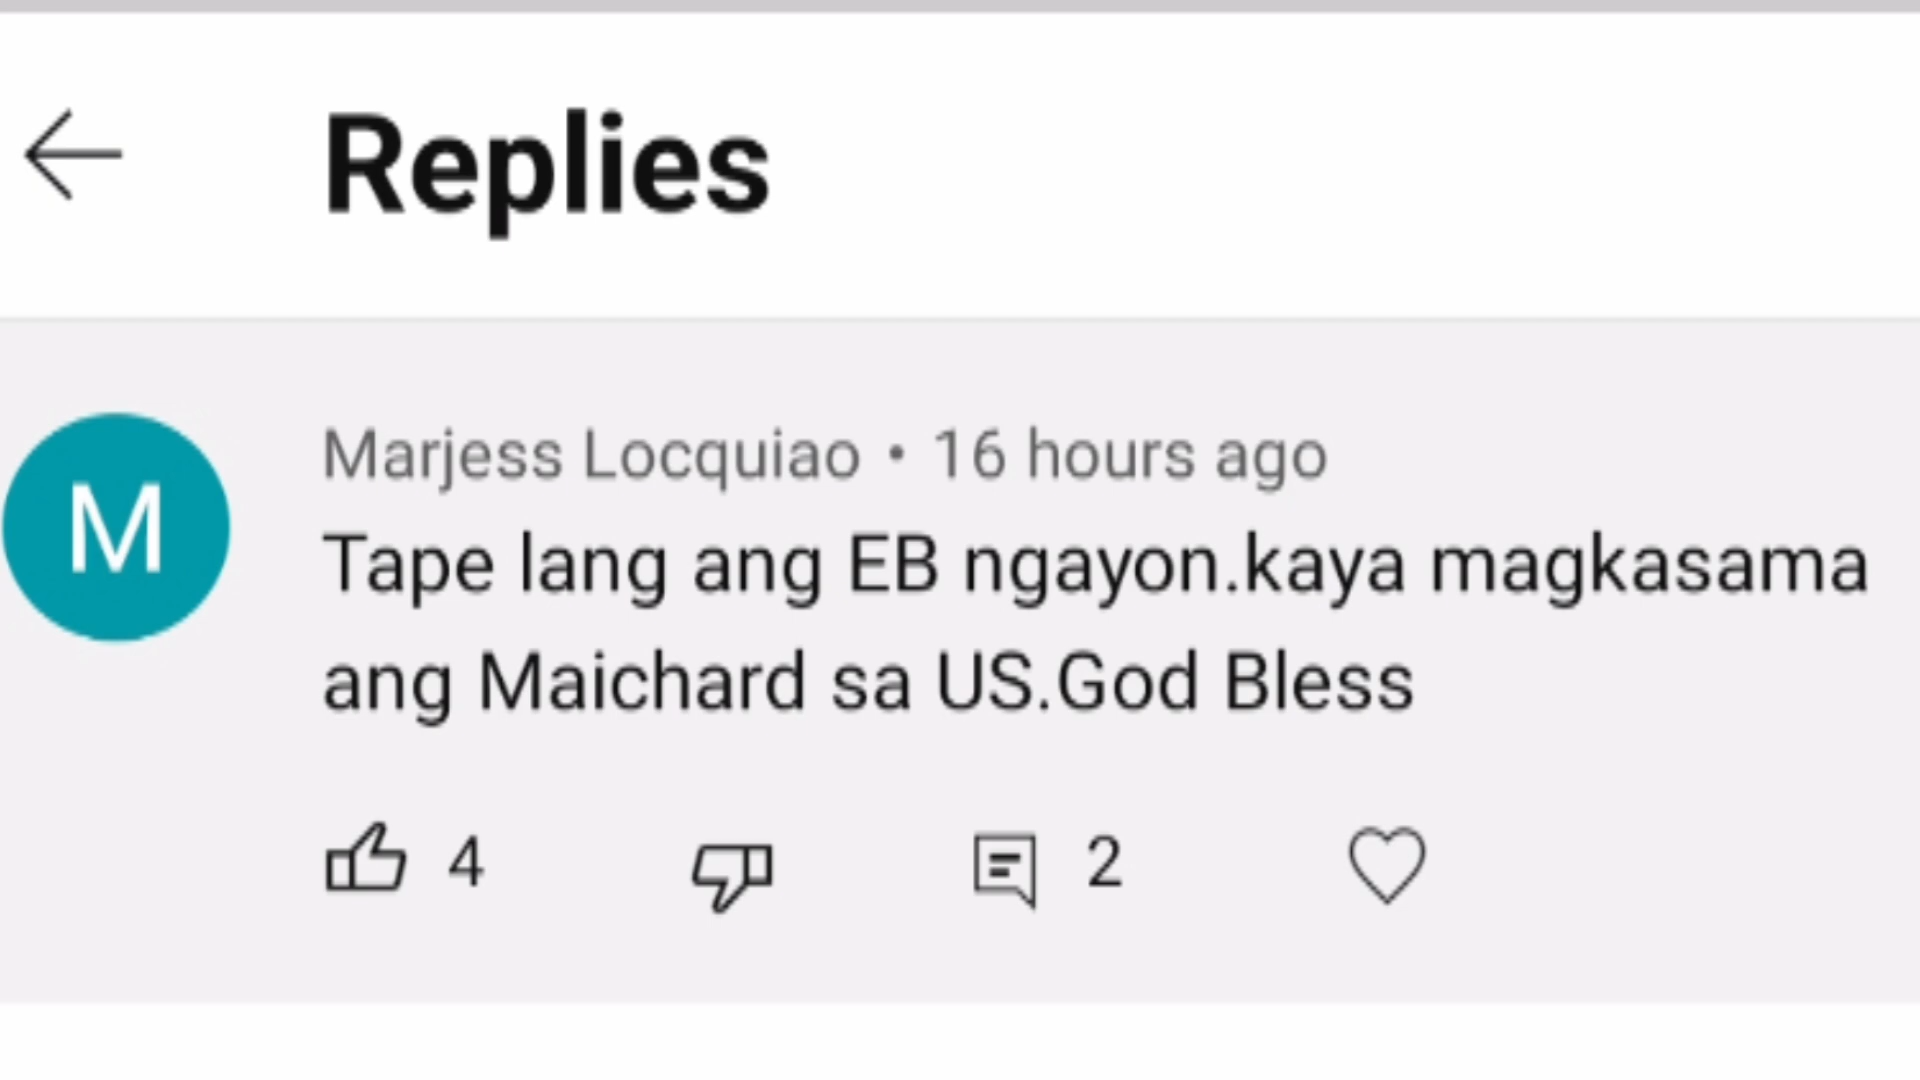 Replies
M
Marjess Locquiao • 16 hours ago
Tape lang ang EB ngayon.kaya magkasama
ang Maichard sa US.God Bless
4
2